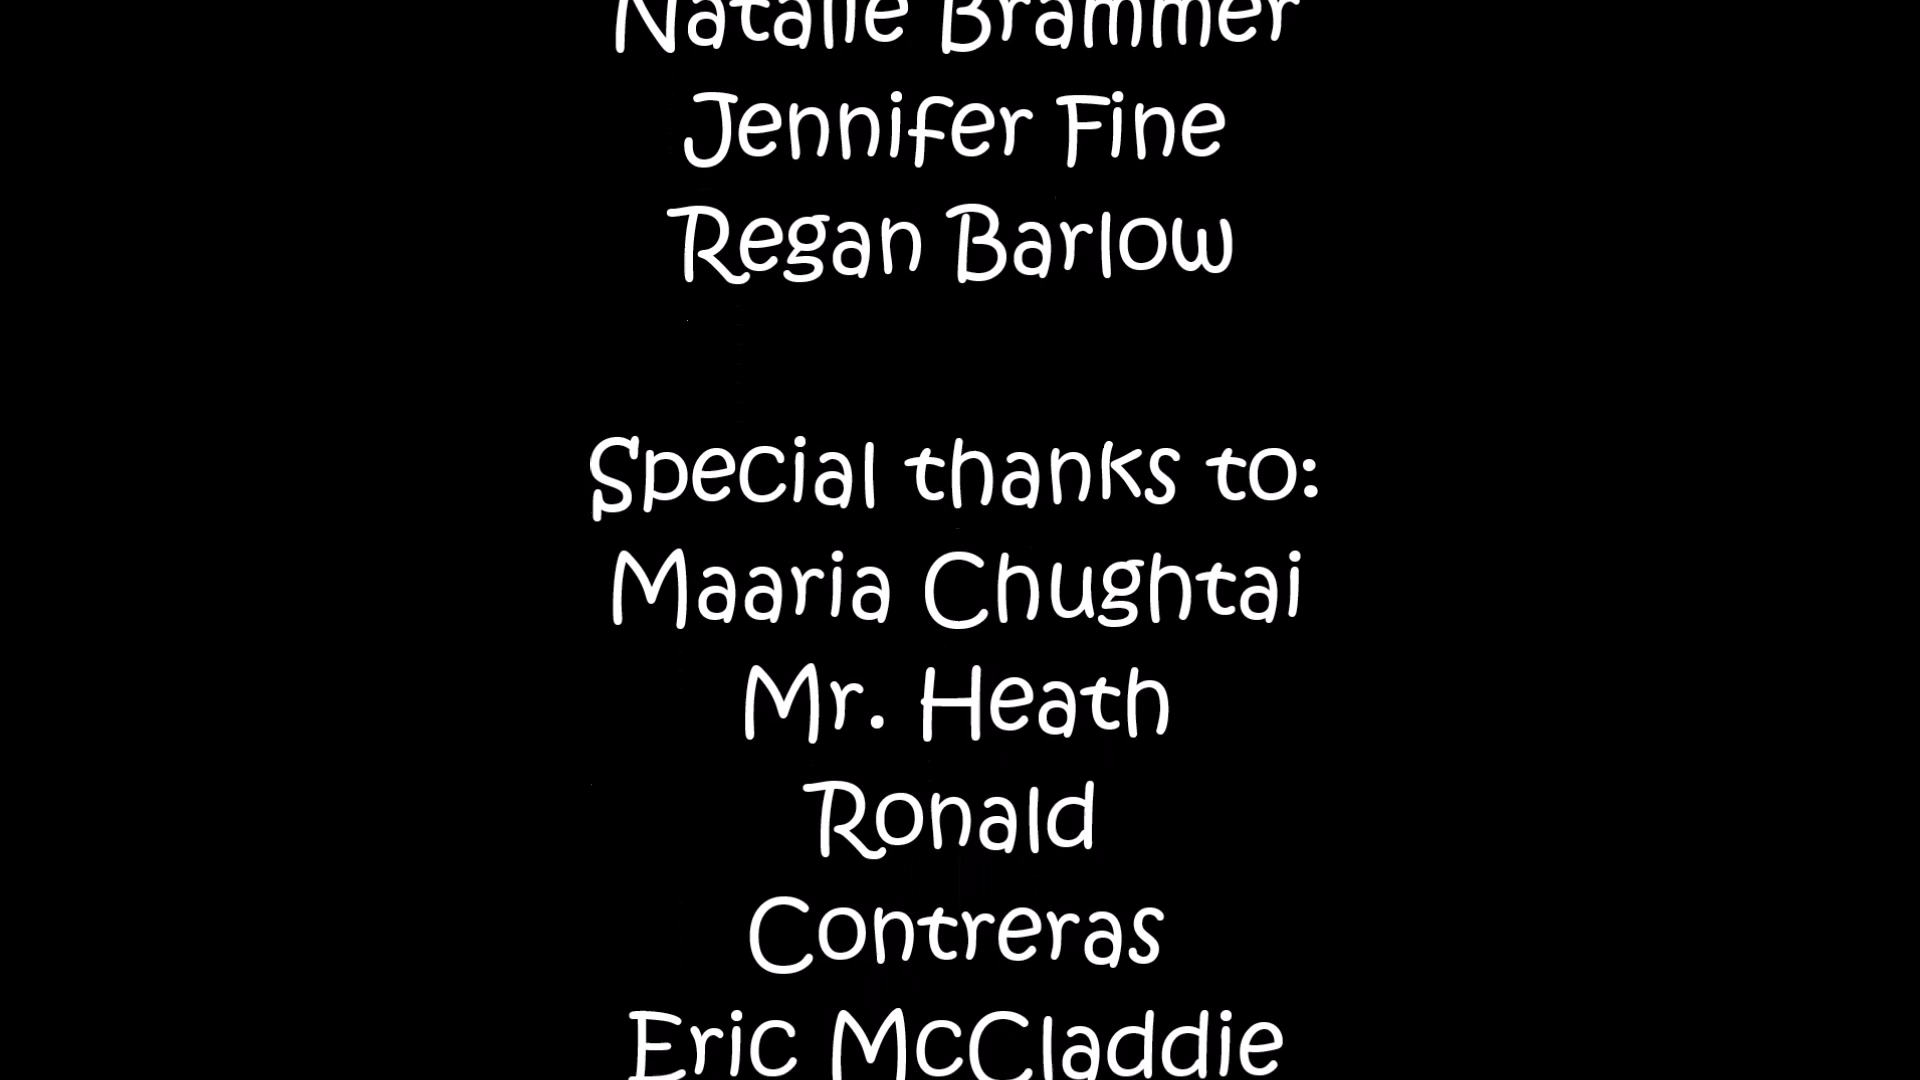 Natalie Brammer
Jennifer Fine
Regan Barlow
Special thanks to:
Maaria Chughtai
Mr. Heath
Ronald
Contreras
Eric McCladdie